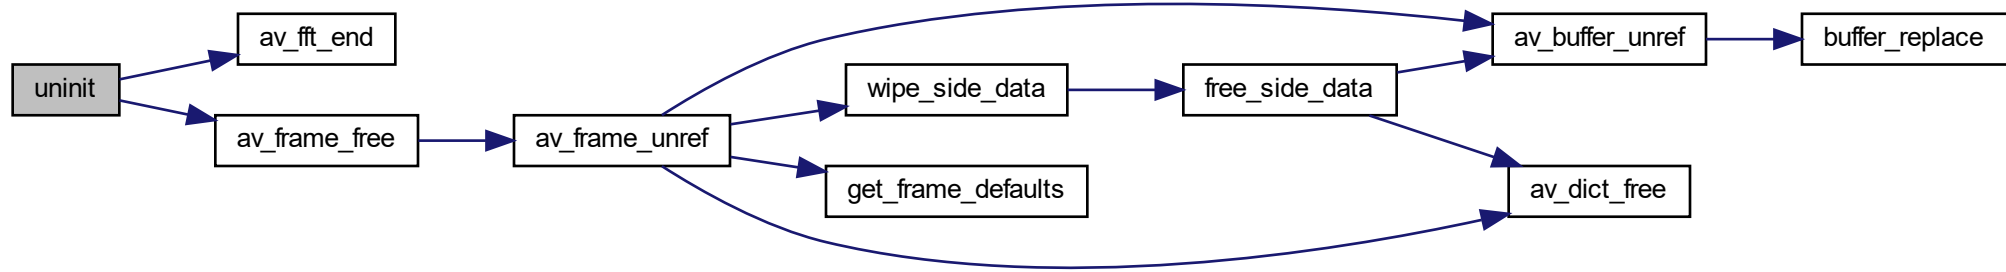 uninit
av_fft_end
av_frame_free
av_frame_unref
wipe_side_data
get_frame_defaults
free_side_data
av_buffer_unref
av_dict_free
buffer_replace